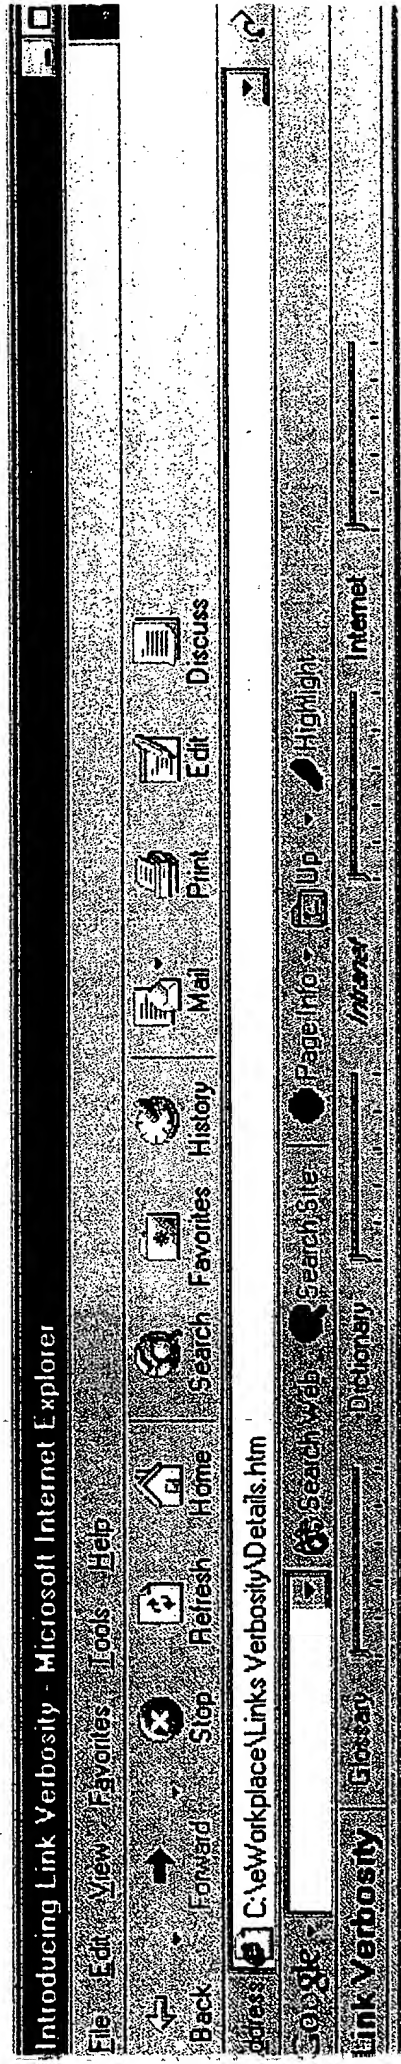 Introducing Link Verbosity - Microsoft Internet Explorer
File Edit View Favorites Tools Help
Back Forward Stop Refresh Home Search Favorites History Mail Print Edit Discuss
ddress C:\eWorkplace\Links Verbosity\Details.htm
Google Search Web Search Site Page Info Up Highlight
Link Verbosity Glossay Dictionary Intranet Internet